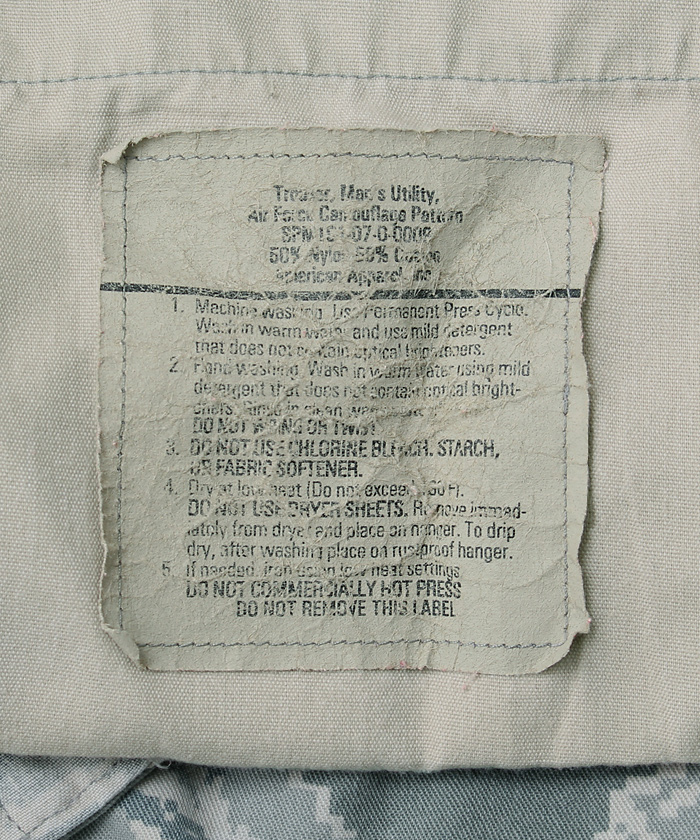 Trouser, Man's Utility,
Air Force Camouflage Pattern
50% Nylon 50% Cotton
American Apparel, Inc
1. Machine washing. Use Permanent Press Cycle.
Wash in warm water and use mild detergent
that does not contain optical brighteners.
2. Hand washing. Wash in warm water using mild
detergent that does not contain optical bright-
eners. Rinse in clean warm water.
DO NOT WRING OR TWIST
3. DO NOT USE CHLORINE BLEACH, STARCH,
OR FABRIC SOFTENER.
4. Dry at low heat (Do not exceed
DO NOT USE DRYER SHEETS. Remove immed-
iately from dryer and place on hanger. To drip
dry, after washing place on rustproof hanger.
5. If needed, iron using low heat settings
DO NOT COMMERCIALLY HOT PRESS
DO NOT REMOVE THIS LABEL